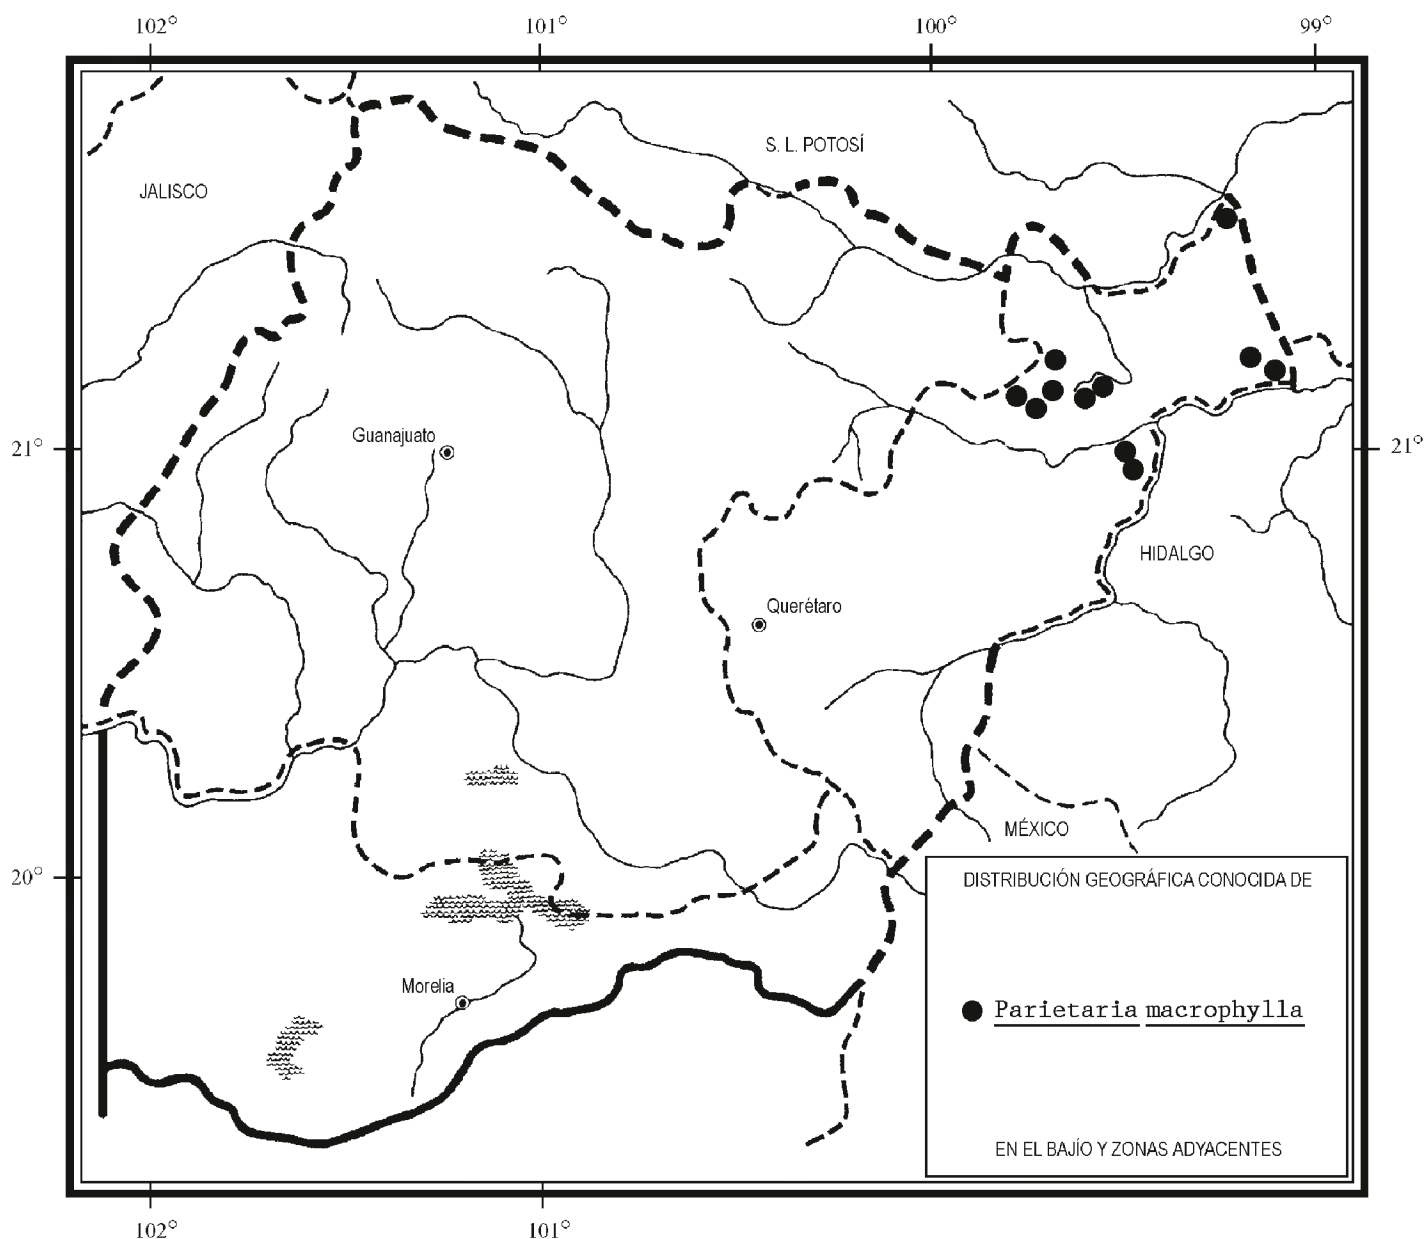 102° 101° 100° 99°
S. L. POTOSÍ
JALISCO
Guanajuato
21° 21°
HIDALGO
Querétaro
MÉXICO
20°
DISTRIBUCIÓN GEOGRÁFICA CONOCIDA DE
Parietaria macrophylla
Morelia
EN EL BAJÍO Y ZONAS ADYACENTES
102° 101°